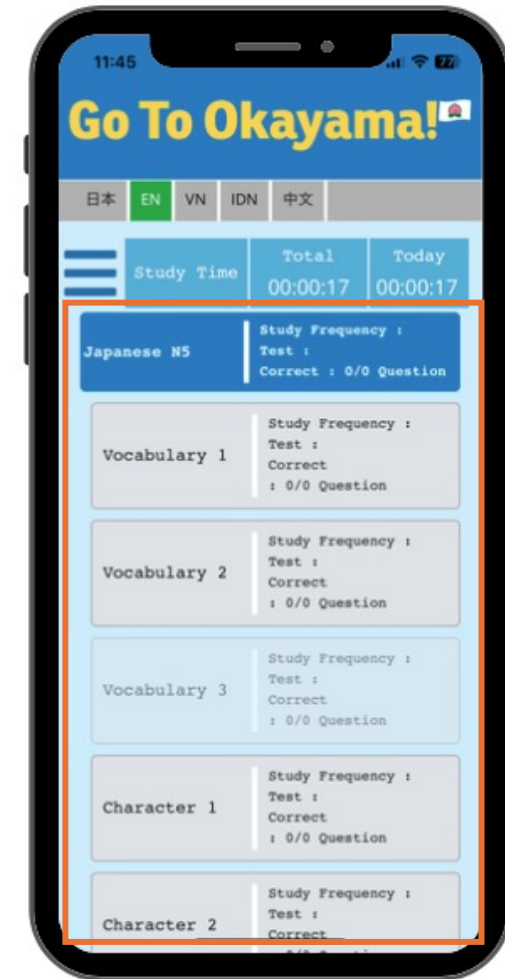 11:45
77
Go To Okayama!
日本 EN VN IDN 中文
Study Time
Total
00:00:17
Today
00:00:17
Japanese N5
Study Frequency :
Test :
Correct : 0/0 Question
Vocabulary 1
Study Frequency :
Test :
Correct
: 0/0 Question
Vocabulary 2
Study Frequency :
Test :
Correct
: 0/0 Question
Vocabulary 3
Study Frequency :
Test :
Correct
: 0/0 Question
Character 1
Study Frequency :
Test :
Correct
: 0/0 Question
Character 2
Study Frequency :
Test :
Correct